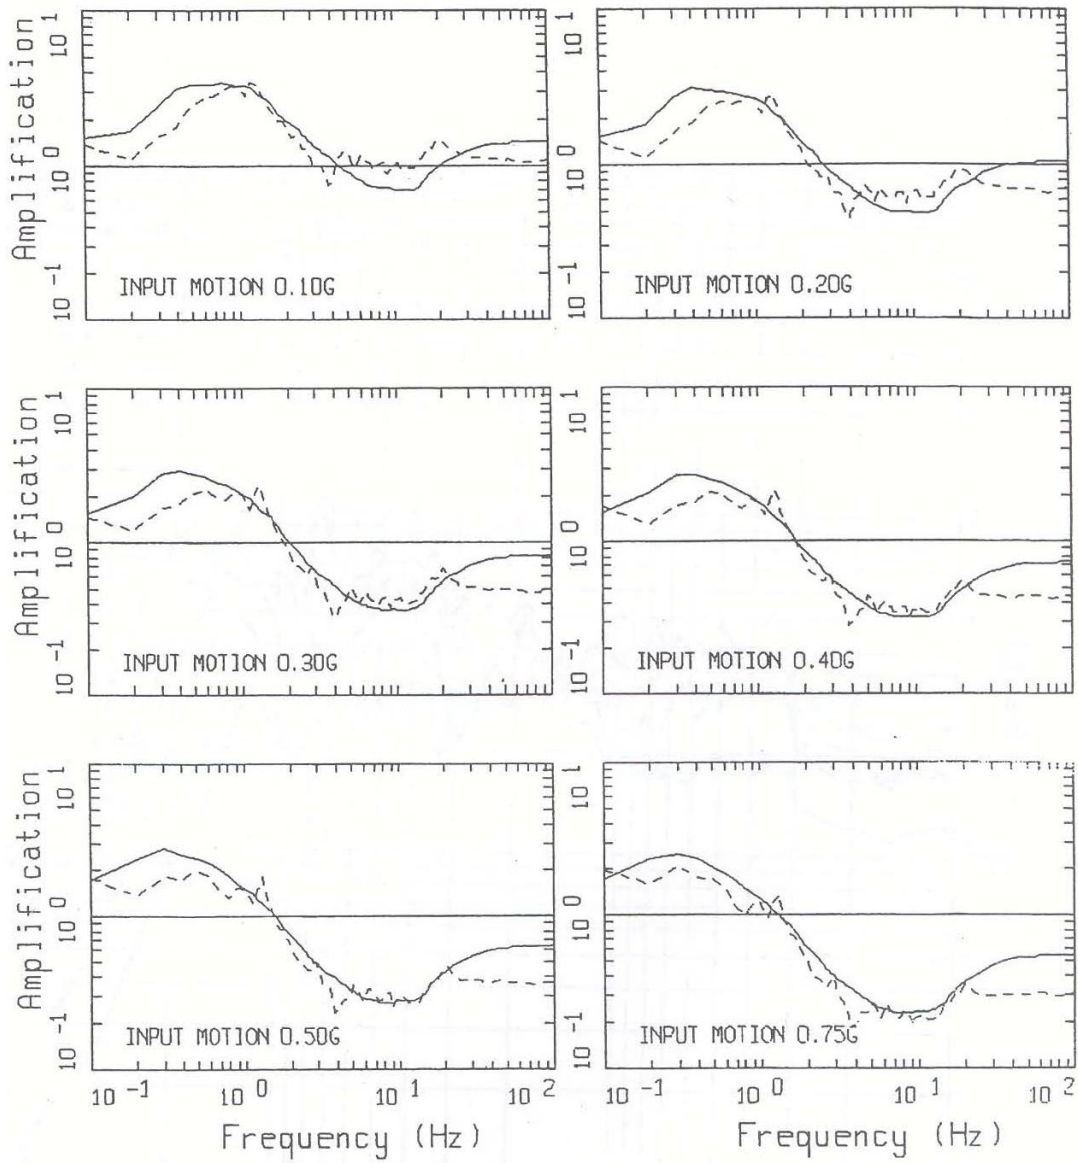 Amplification
10 1
10 0
10 -1
INPUT MOTION 0.10G
10 1
10 0
10 -1
INPUT MOTION 0.20G
Amplification
10 1
10 0
10 -1
INPUT MOTION 0.30G
10 1
10 0
10 -1
INPUT MOTION 0.40G
Amplification
10 1
10 0
10 -1
INPUT MOTION 0.50G
10 1
10 0
10 -1
INPUT MOTION 0.75G
10 -1 10 0 10 1 10 2
10 -1 10 0 10 1 10 2
Frequency (Hz)
Frequency (Hz)